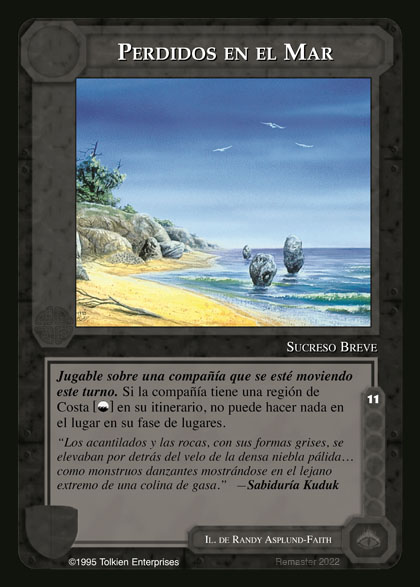 PERDIDOS EN EL MAR
SUCRESO BREVE
Jugable sobre una compañía que se esté moviendo
este turno. Si la compañía tiene una región de
Costa [] en su itinerario, no puede hacer nada en
el lugar en su fase de lugares.
11
“Los acantilados y las rocas, con sus formas grises, se
elevaban por detrás del velo de la densa niebla pálida…
como monstruos danzantes mostrándose en el lejano
extremo de una colina de gasa.” —Sabiduría Kuduk
IL. DE RANDY ASPLUND-FAITH
©1995 Tolkien Enterprises
Remaster 2022